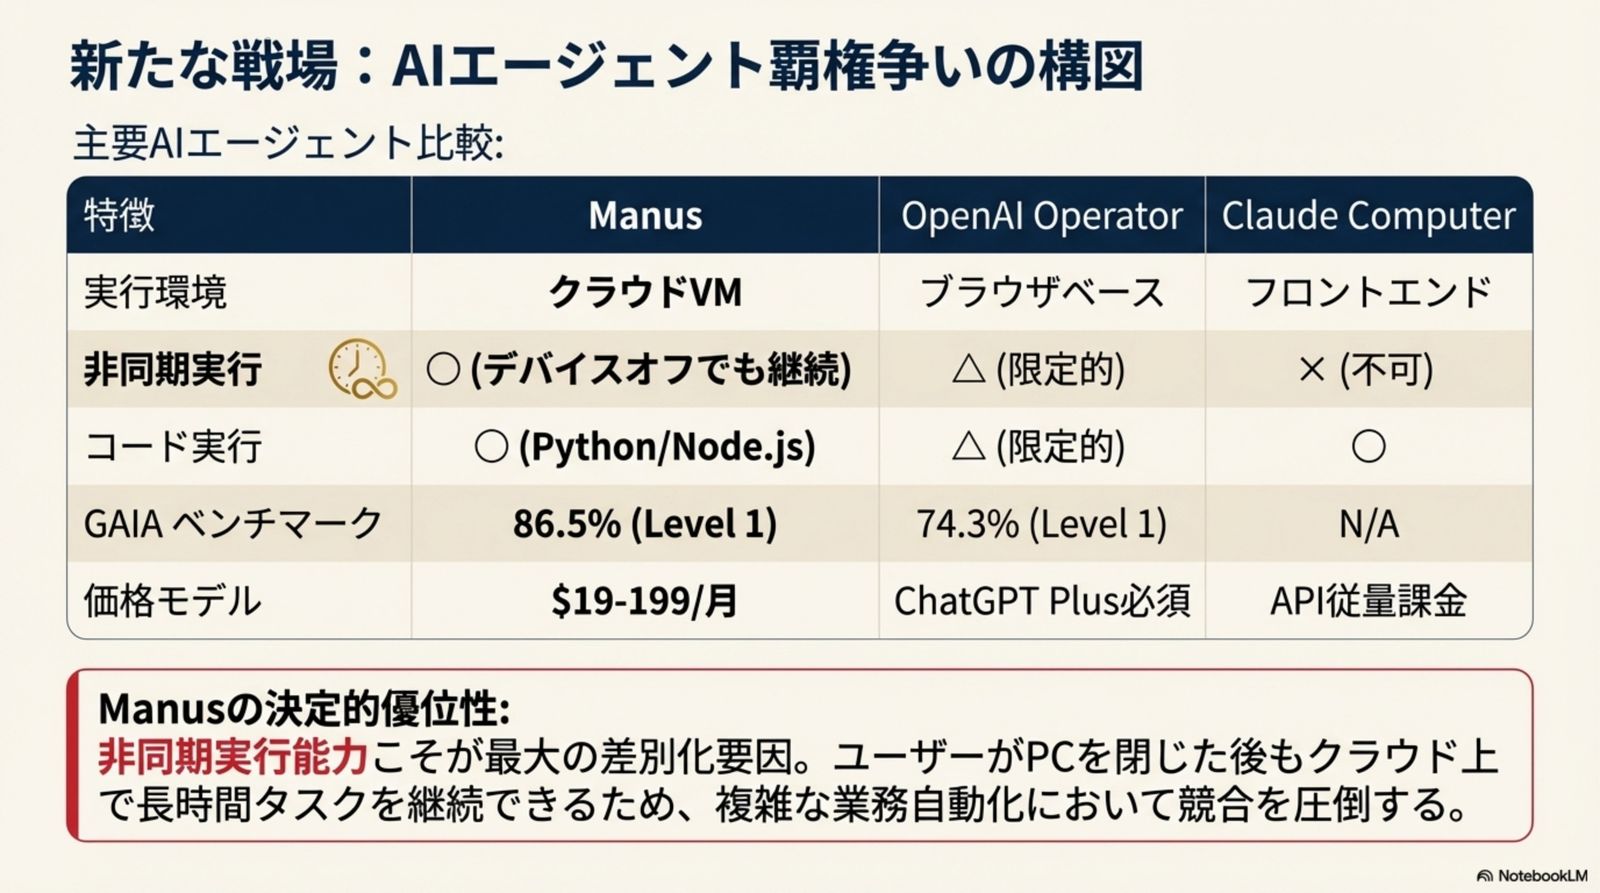 新たな戦場：AIエージェント覇権争いの構図
主要AIエージェント比較:
特徴 Manus OpenAI Operator Claude Computer
実行環境 クラウドVM ブラウザベース フロントエンド
非同期実行 ○ (デバイスオフでも継続) △ (限定的) × (不可)
コード実行 ○ (Python/Node.js) △ (限定的) ○
GAIA ベンチマーク 86.5% (Level 1) 74.3% (Level 1) N/A
価格モデル $19-199/月 ChatGPT Plus必須 API従量課金
Manusの決定的優位性:
非同期実行能力こそが最大の差別化要因。ユーザーがPCを閉じた後もクラウド上
で長時間タスクを継続できるため、複雑な業務自動化において競合を圧倒する。
NotebookLM